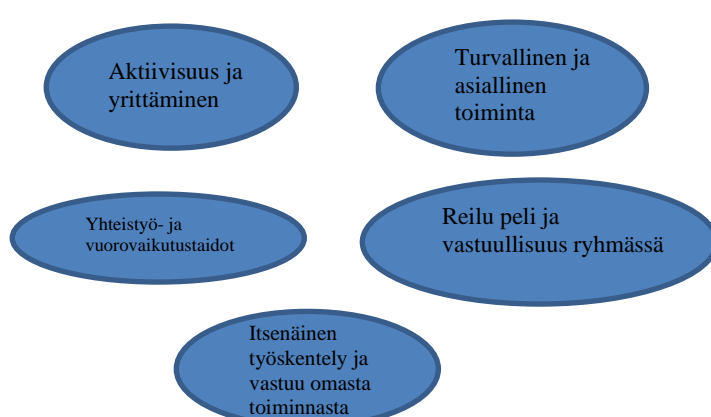 Aktiivisuus ja
yrittäminen
Turvallinen ja
asiallinen
toiminta
Yhteistyö- ja
vuorovaikutustaidot
Reilu peli ja
vastuullisuus ryhmässä
Itsenäinen
työskentely ja
vastuu omasta
toiminnasta